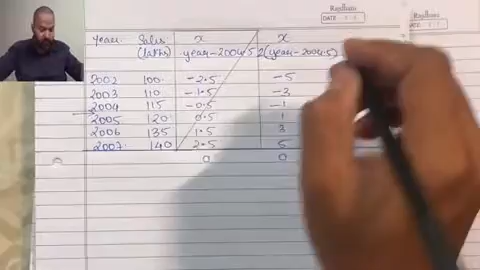 Rajdhani
DATE
Rajdhani
DATE
Year Sales x x
(lakhs) year-2004.5 2(year-2004.5)
2002 100 -2.5 -5
2003 110 -1.5 -3
2004 115 -0.5 -1
2005 120 0.5 1
2006 135 1.5 3
2007 140 2.5 5
0 0